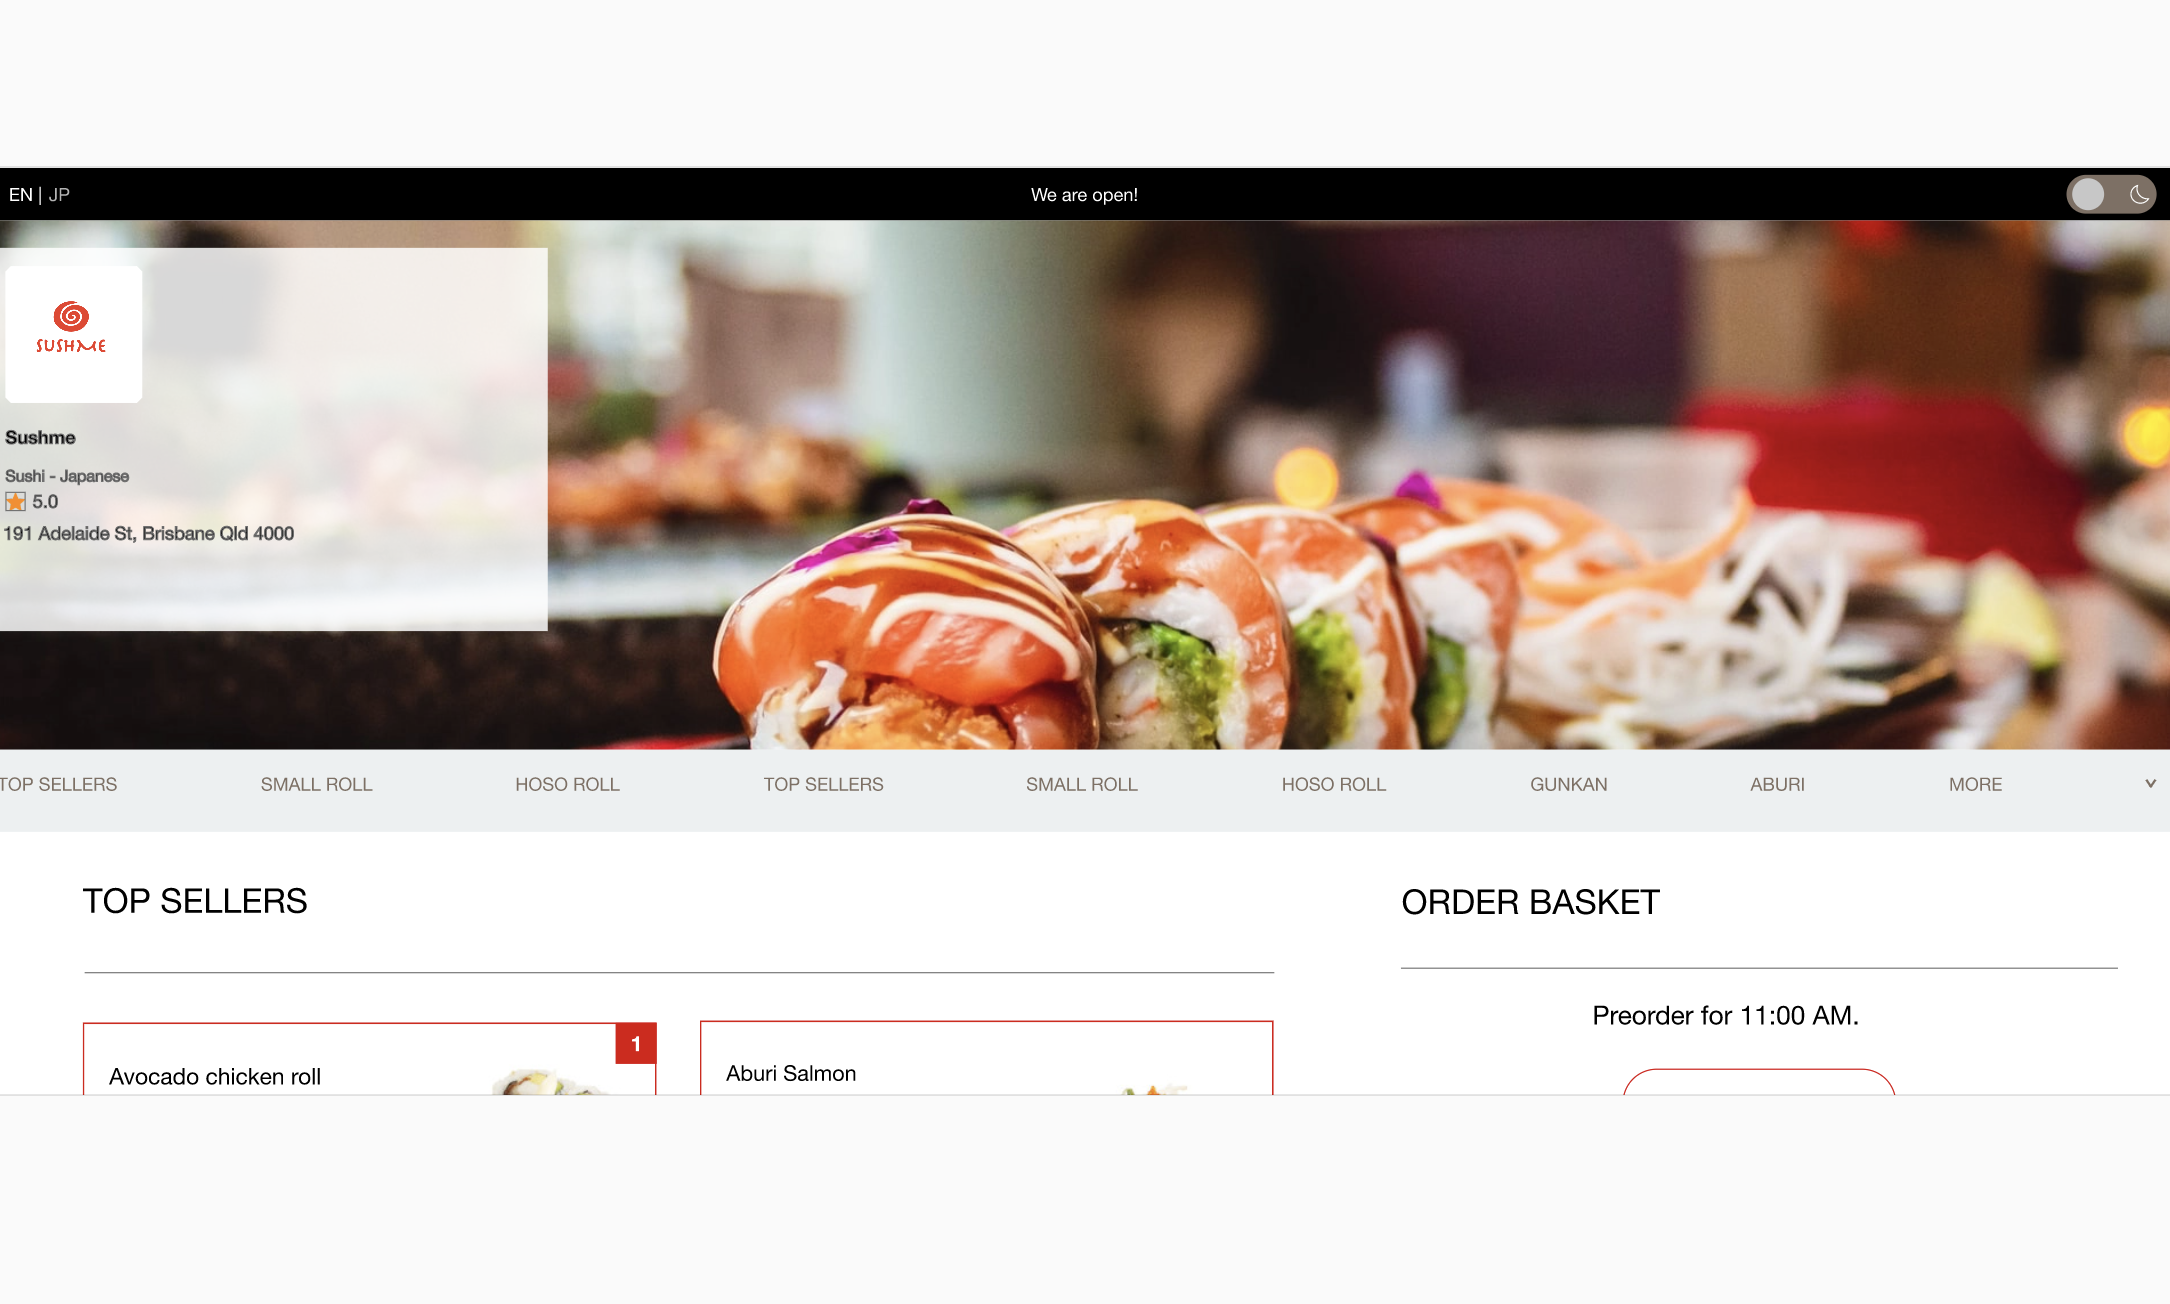 EN | JP
We are open!
SUSHME
Sushme
Sushi - Japanese
5.0
191 Adelaide St, Brisbane Qld 4000
TOP SELLERS SMALL ROLL HOSO ROLL TOP SELLERS SMALL ROLL HOSO ROLL GUNKAN ABURI MORE
TOP SELLERS
1
Avocado chicken roll
Aburi Salmon
ORDER BASKET
Preorder for 11:00 AM.